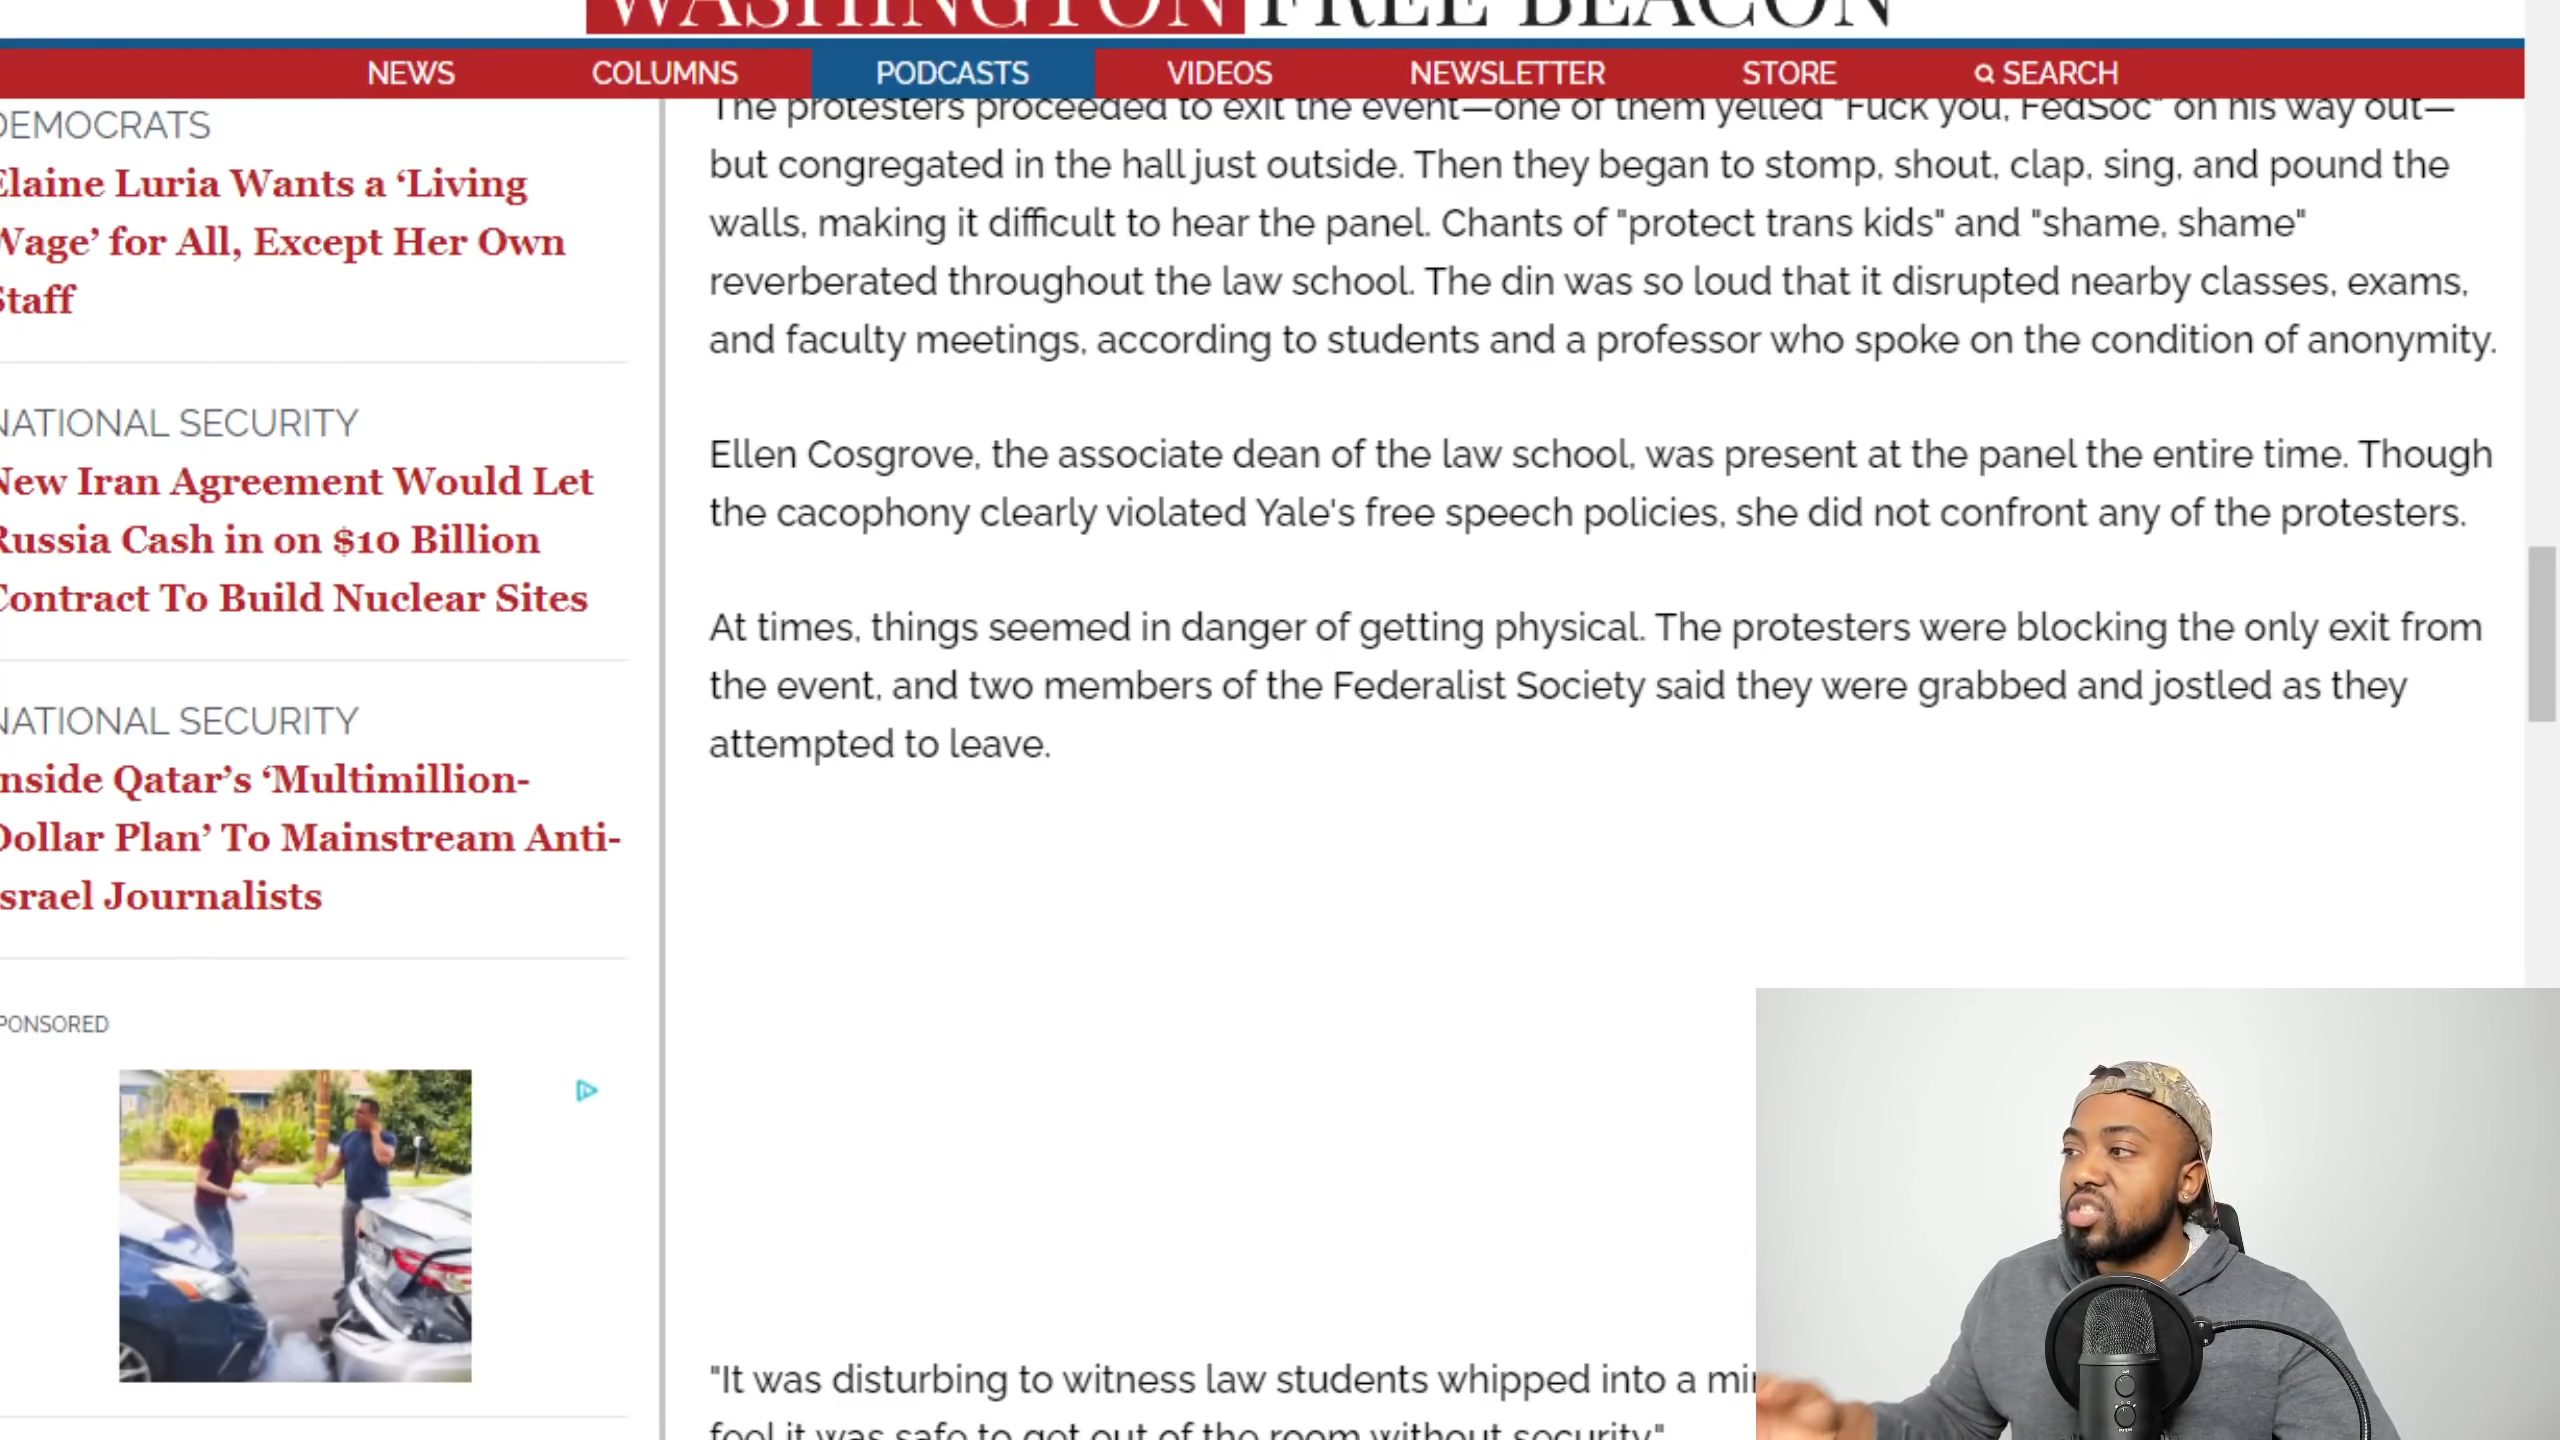 WASHINGTON FREE BEACON
NEWS COLUMNS PODCASTS VIDEOS NEWSLETTER STORE SEARCH
DEMOCRATS
Elaine Luria Wants a ‘Living
Wage’ for All, Except Her Own
Staff
NATIONAL SECURITY
New Iran Agreement Would Let
Russia Cash in on $10 Billion
Contract To Build Nuclear Sites
NATIONAL SECURITY
Inside Qatar’s ‘Multimillion-
Dollar Plan’ To Mainstream Anti-
Israel Journalists
SPONSORED
The protesters proceeded to exit the event—one of them yelled "Fuck you, FedSoc" on his way out—
but congregated in the hall just outside. Then they began to stomp, shout, clap, sing, and pound the
walls, making it difficult to hear the panel. Chants of "protect trans kids" and "shame, shame"
reverberated throughout the law school. The din was so loud that it disrupted nearby classes, exams,
and faculty meetings, according to students and a professor who spoke on the condition of anonymity.
Ellen Cosgrove, the associate dean of the law school, was present at the panel the entire time. Though
the cacophony clearly violated Yale's free speech policies, she did not confront any of the protesters.
At times, things seemed in danger of getting physical. The protesters were blocking the only exit from
the event, and two members of the Federalist Society said they were grabbed and jostled as they
attempted to leave.
"It was disturbing to witness law students whipped into a
feel it was safe to get out of the room without security"